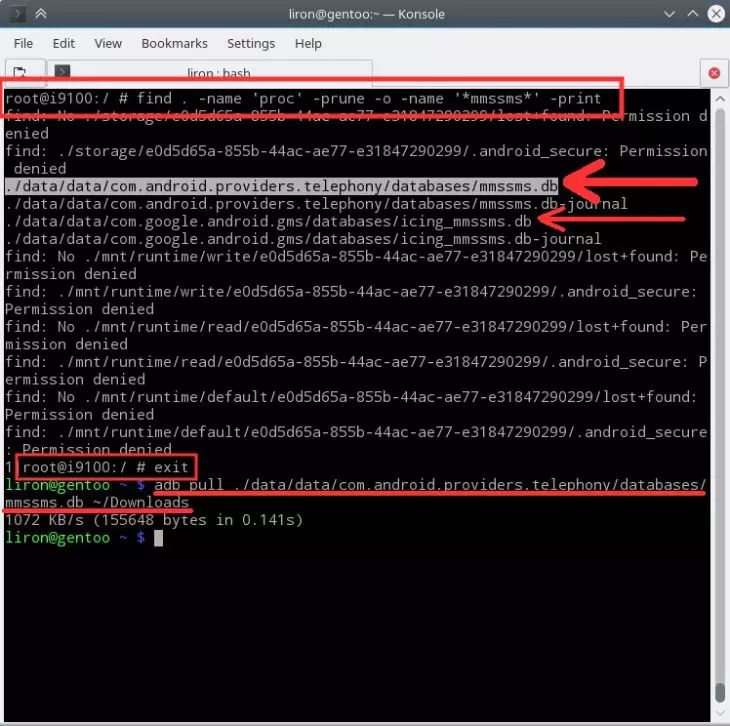 liron@gentoo:~ — Konsole
File Edit View Bookmarks Settings Help
liron : bash
root@i9100:/ # find . -name 'proc' -prune -o -name '*mmssms*' -print
find: No ./storage/e0d5d65a-855b-44ac-ae77-e31847290299/lost+found: Permission d
enied
find: ./storage/e0d5d65a-855b-44ac-ae77-e31847290299/.android_secure: Permission
denied
./data/data/com.android.providers.telephony/databases/mmssms.db
./data/data/com.android.providers.telephony/databases/mmssms.db-journal
./data/data/com.google.android.gms/databases/icing_mmssms.db
./data/data/com.google.android.gms/databases/icing_mmssms.db-journal
find: No ./mnt/runtime/write/e0d5d65a-855b-44ac-ae77-e31847290299/lost+found: Pe
rmission denied
find: ./mnt/runtime/write/e0d5d65a-855b-44ac-ae77-e31847290299/.android_secure:
Permission denied
find: No ./mnt/runtime/read/e0d5d65a-855b-44ac-ae77-e31847290299/lost+found: Per
mission denied
find: ./mnt/runtime/read/e0d5d65a-855b-44ac-ae77-e31847290299/.android_secure: P
ermission denied
find: No ./mnt/runtime/default/e0d5d65a-855b-44ac-ae77-e31847290299/lost+found:
Permission denied
find: ./mnt/runtime/default/e0d5d65a-855b-44ac-ae77-e31847290299/.android_secure
: Permission denied
1|root@i9100:/ # exit
liron@gentoo ~ $ adb pull ./data/data/com.android.providers.telephony/databases/
mmssms.db ~/Downloads
1072 KB/s (155648 bytes in 0.141s)
liron@gentoo ~ $